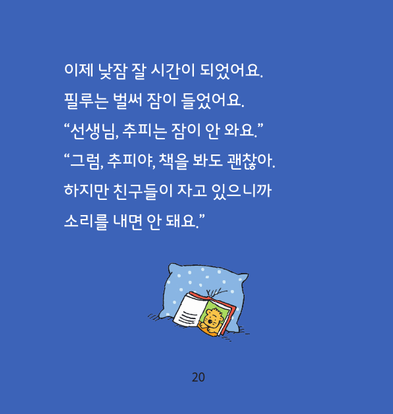 이제 낮잠 잘 시간이 되었어요.
필루는 벌써 잠이 들었어요.
“선생님, 추피는 잠이 안 와요.”
“그럼, 추피야, 책을 봐도 괜찮아.
하지만 친구들이 자고 있으니까
소리를 내면 안 돼요.”
20